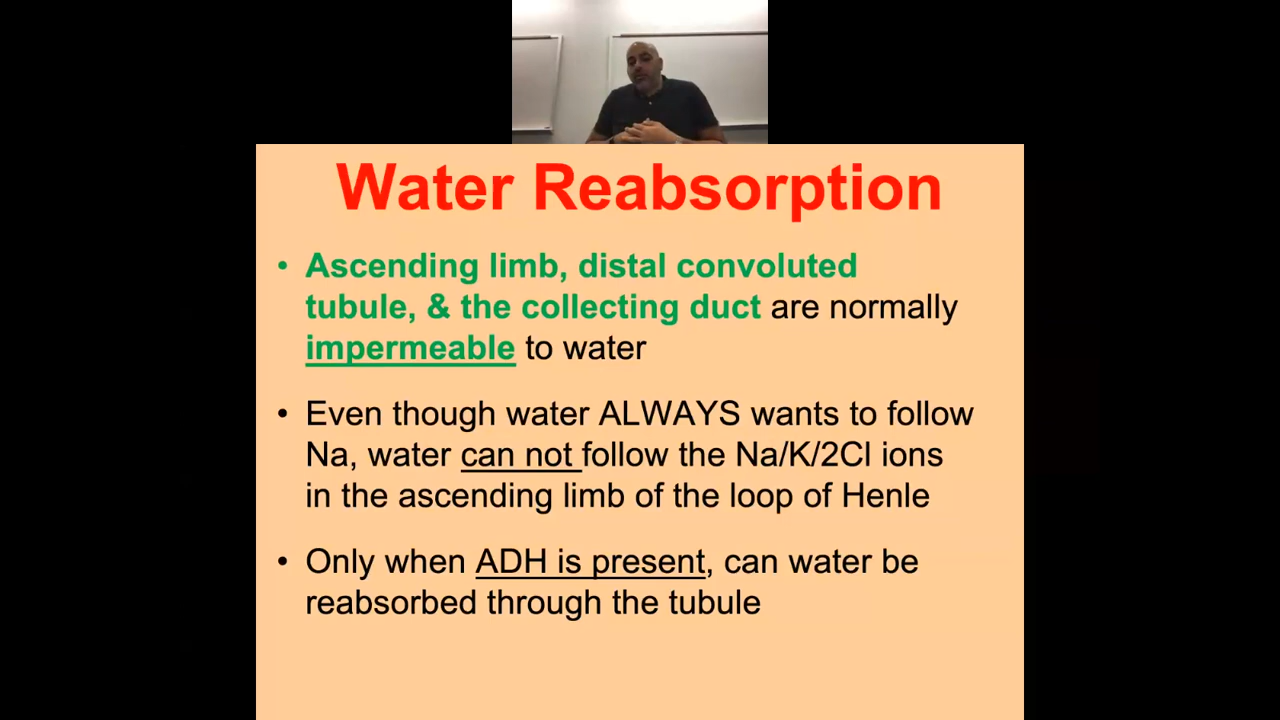 Water Reabsorption
• Ascending limb, distal convoluted
tubule, & the collecting duct are normally
impermeable to water
• Even though water ALWAYS wants to follow
Na, water can not follow the Na/K/2Cl ions
in the ascending limb of the loop of Henle
• Only when ADH is present, can water be
reabsorbed through the tubule